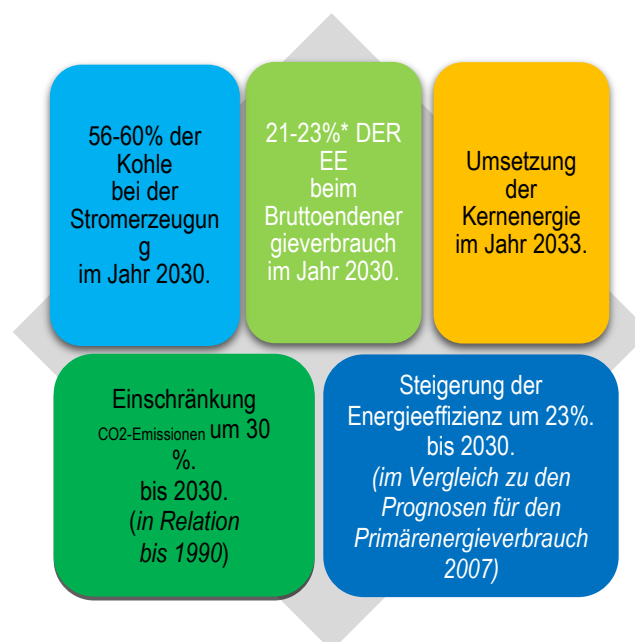 56-60% der
Kohle
bei der
Stromerzeugun
g
im Jahr 2030.
21-23%* DER
EE
beim
Bruttoendener
gieverbrauch
im Jahr 2030.
Umsetzung
der
Kernenergie
im Jahr 2033.
Einschränkung
CO2-Emissionen um 30
%.
bis 2030.
(in Relation
bis 1990)
Steigerung der
Energieeffizienz um 23%.
bis 2030.
(im Vergleich zu den
Prognosen für den
Primärenergieverbrauch
2007)